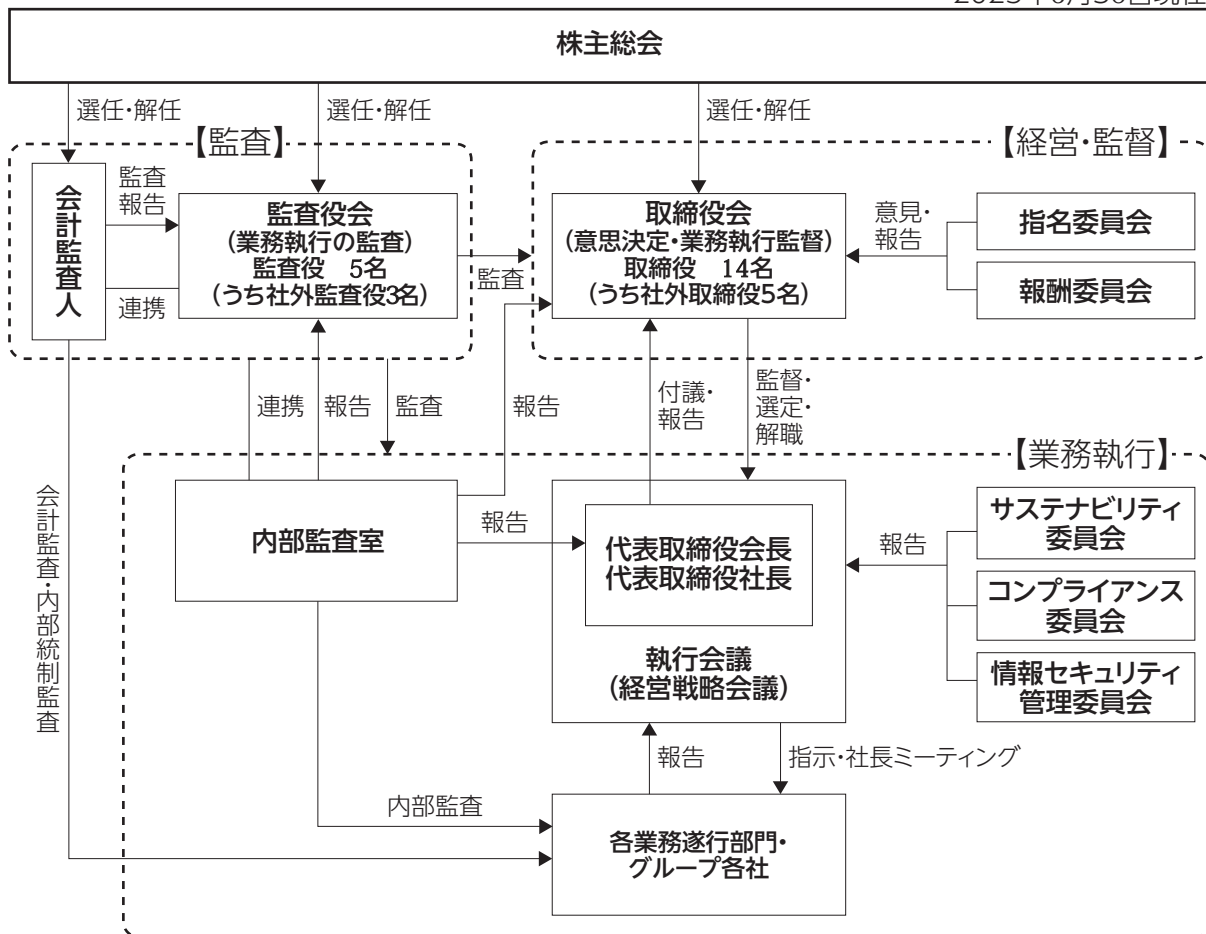 株主総会
選任・解任
選任・解任
選任・解任
【監査】
【経営・監督】
会計監査人
監査
報告
連携
監査役会
(業務執行の監査)
監査役　5名
(うち社外監査役3名)
監査
取締役会
(意思決定・業務執行監督)
取締役　14名
(うち社外取締役5名)
意見・
報告
指名委員会
報酬委員会
連携
報告
監査
報告
付議・
報告
監督・
選定・
解職
【業務執行】
会計監査・内部統制監査
内部監査室
報告
代表取締役会長
代表取締役社長
執行会議
(経営戦略会議)
報告
サステナビリティ
委員会
コンプライアンス
委員会
情報セキュリティ
管理委員会
報告
指示・社長ミーティング
内部監査
各業務遂行部門・
グループ各社